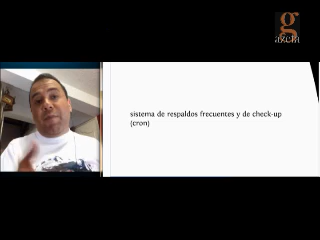 g
sistema de respaldos frecuentes y de check-up
(cron)